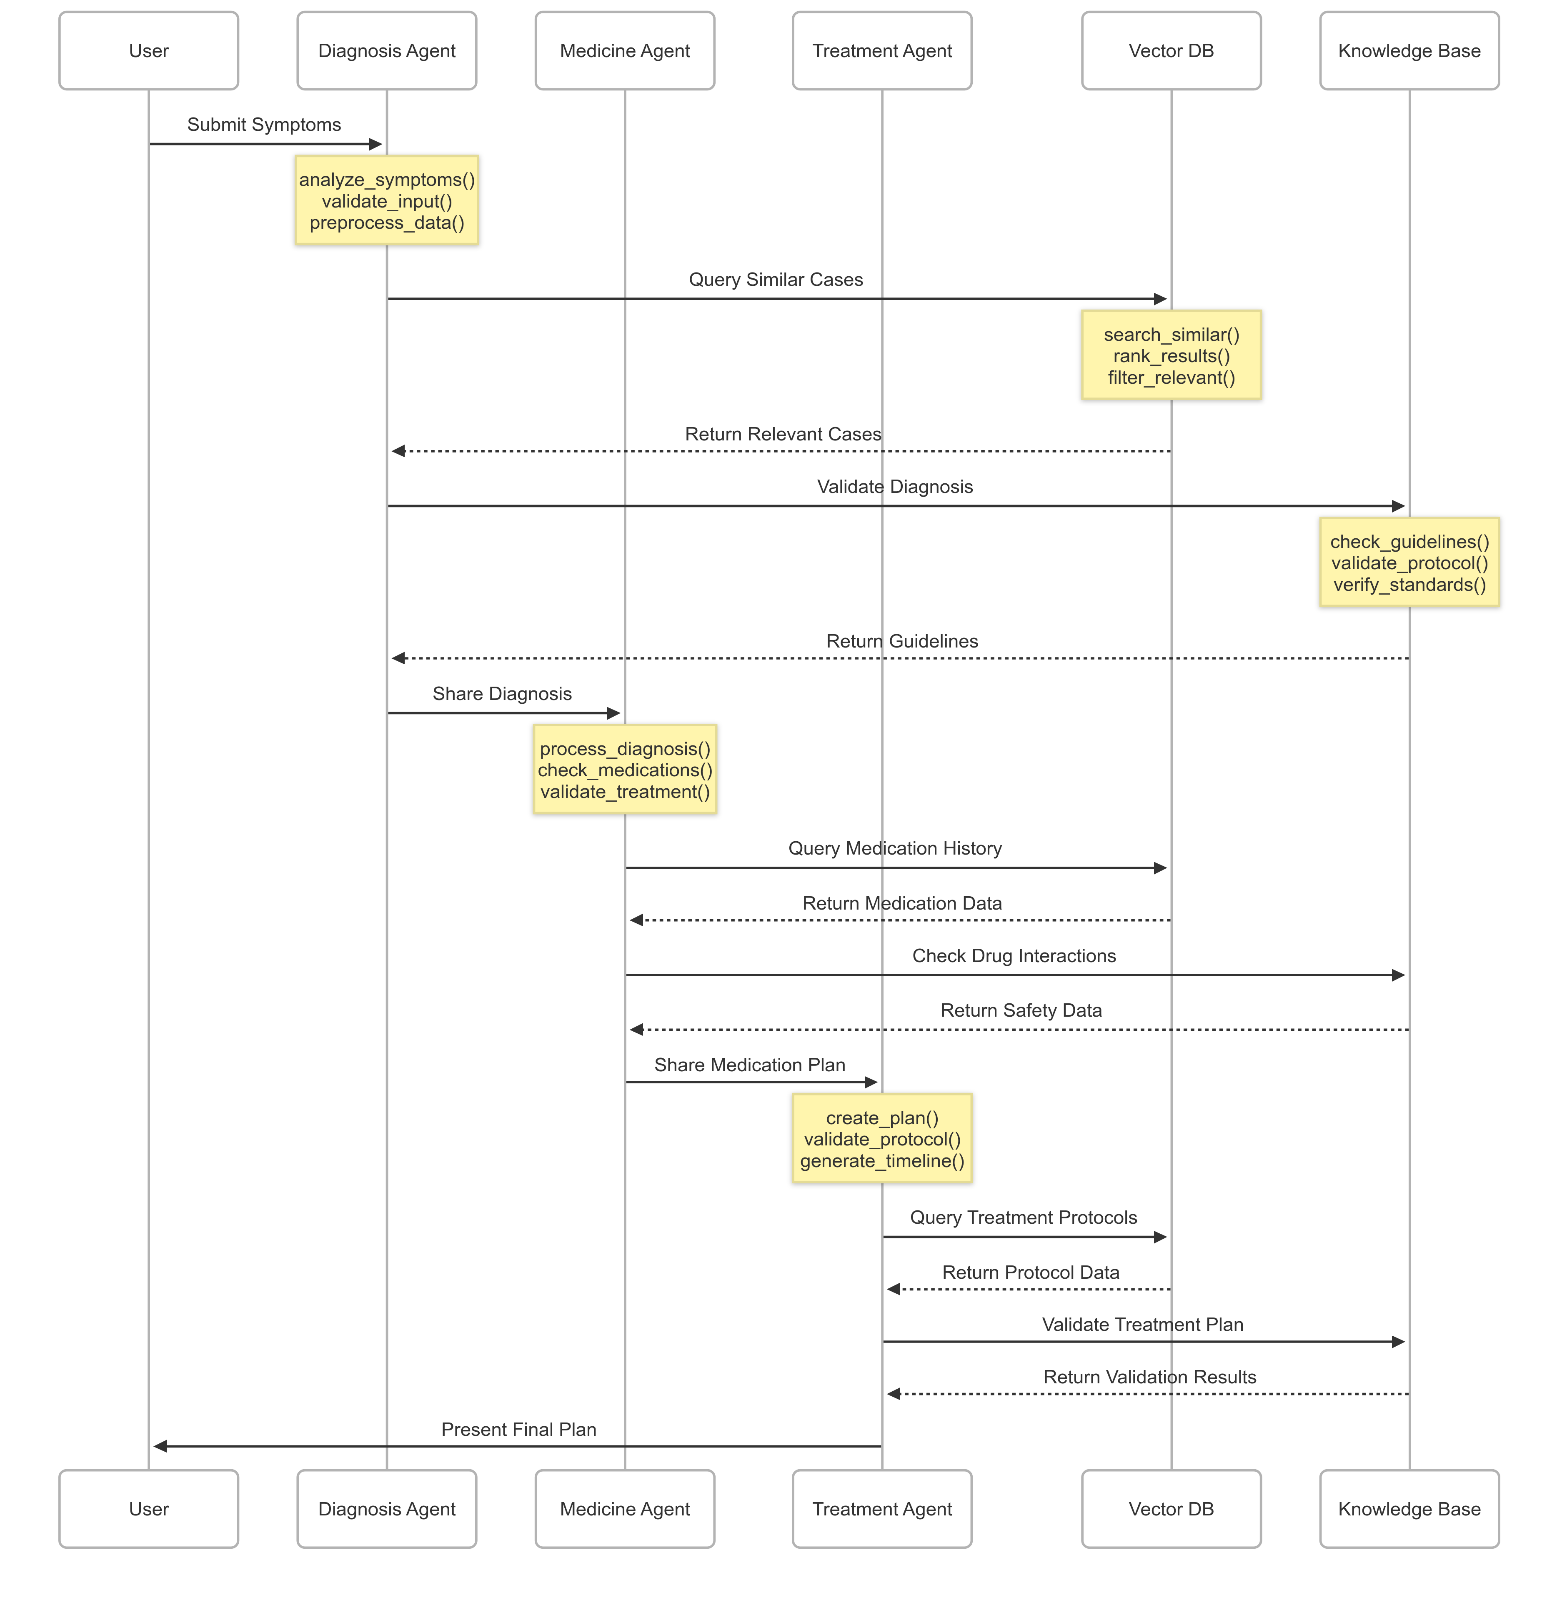 User
Diagnosis Agent
Medicine Agent
Treatment Agent
Vector DB
Knowledge Base
Submit Symptoms
analyze_symptoms()
validate_input()
preprocess_data()
Query Similar Cases
search_similar()
rank_results()
filter_relevant()
Return Relevant Cases
Validate Diagnosis
check_guidelines()
validate_protocol()
verify_standards()
Return Guidelines
Share Diagnosis
process_diagnosis()
check_medications()
validate_treatment()
Query Medication History
Return Medication Data
Check Drug Interactions
Return Safety Data
Share Medication Plan
create_plan()
validate_protocol()
generate_timeline()
Query Treatment Protocols
Return Protocol Data
Validate Treatment Plan
Return Validation Results
Present Final Plan
User
Diagnosis Agent
Medicine Agent
Treatment Agent
Vector DB
Knowledge Base